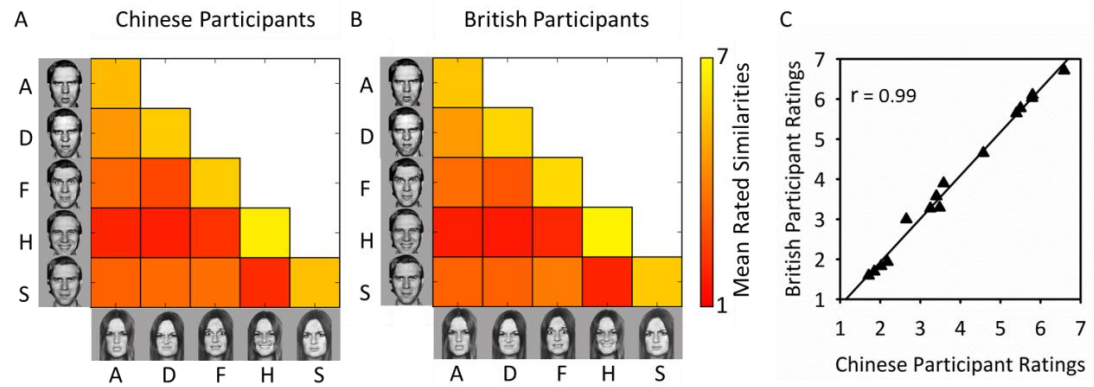 A Chinese Participants
B British Participants
C
A
D
F
H
S
A D F H S
A
D
F
H
S
A D F H S
7
Mean Rated Similarities
1
British Participant Ratings
7
6
5
4
3
2
1
r = 0.99
1 2 3 4 5 6 7
Chinese Participant Ratings